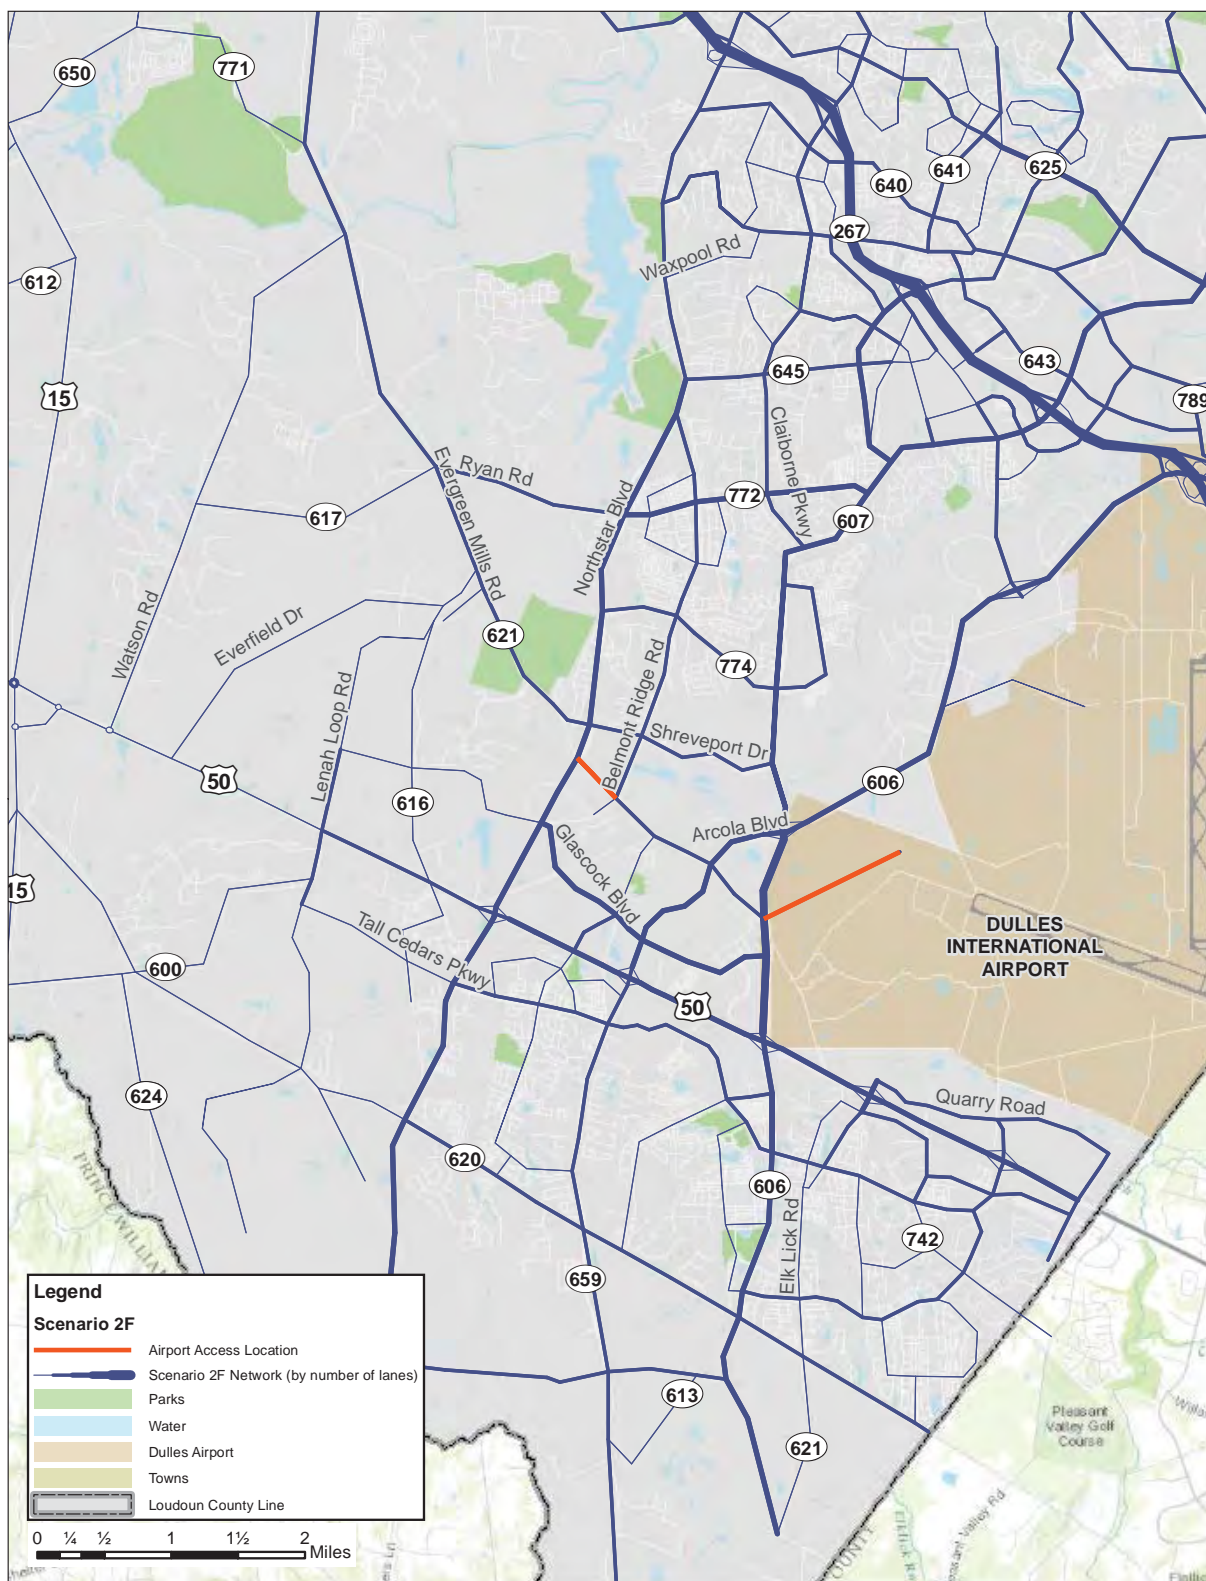 650
771
612
15
640
641
625
267
Waxpool Rd
645
643
789
Claiborne Pkwy
Ryan Rd
Evergreen Mills Rd
617
772
607
Northstar Blvd
Watson Rd
Everfield Dr
621
774
Belmont Ridge Rd
Lenah Loop Rd
Shreveport Dr
50
616
606
Arcola Blvd
Glascock Blvd
15
Tall Cedars Pkwy
DULLES
INTERNATIONAL
AIRPORT
600
50
624
Quarry Road
620
606
Elk Lick Rd
742
PRINCE WILLIAM
659
613
621
Pleasant
Valley Golf
Course
COUNTY
Legend
Scenario 2F
Airport Access Location
Scenario 2F Network (by number of lanes)
Parks
Water
Dulles Airport
Towns
Loudoun County Line
0 ¼ ½ 1 1½ 2
Miles